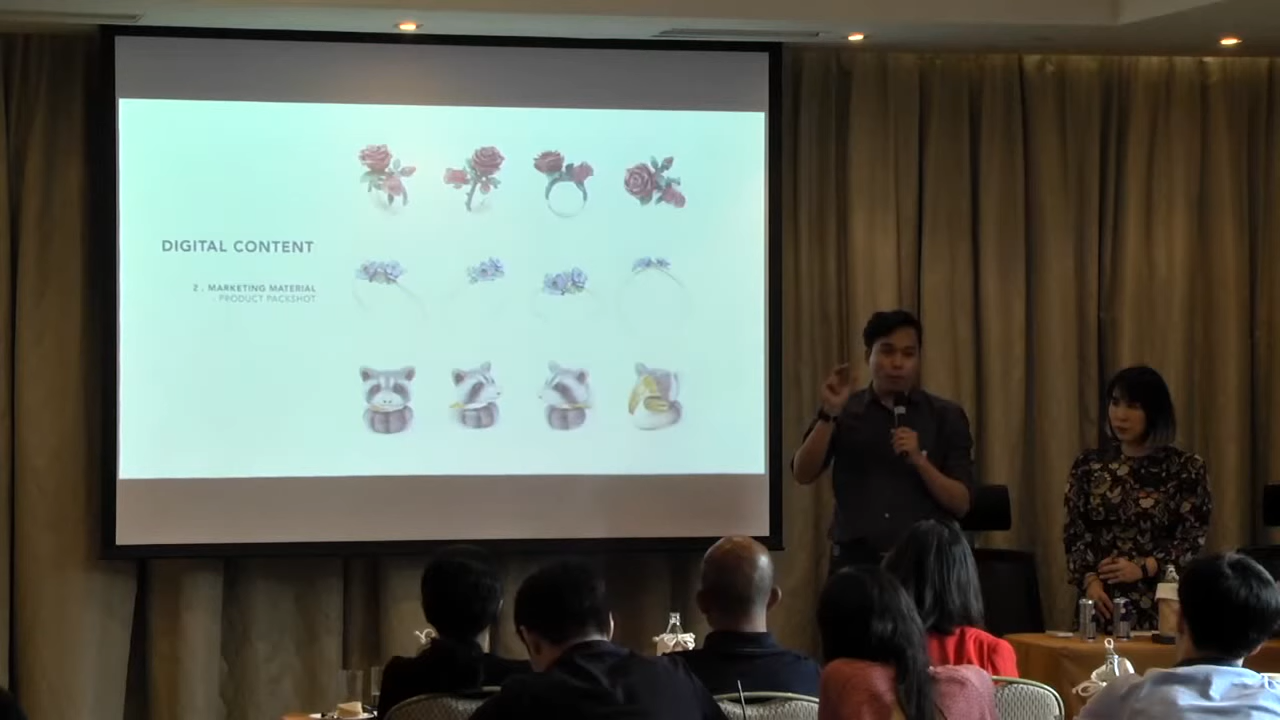 DIGITAL CONTENT
2 . MARKETING MATERIAL
. PRODUCT PACKSHOT